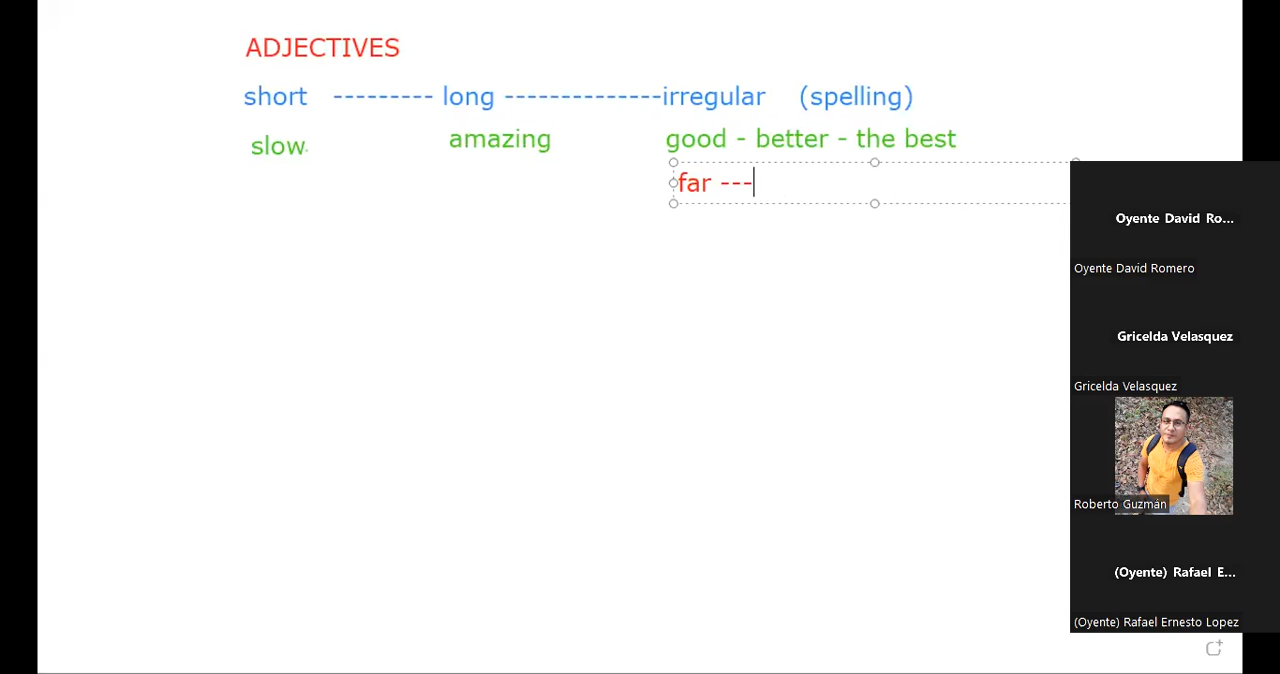 ADJECTIVES
short --------- long --------------irregular (spelling)
slow amazing good - better - the best
far ---
Oyente David Ro...
Oyente David Romero
Gricelda Velasquez
Gricelda Velasquez
Roberto Guzmán
(Oyente) Rafael E...
(Oyente) Rafael Ernesto Lopez